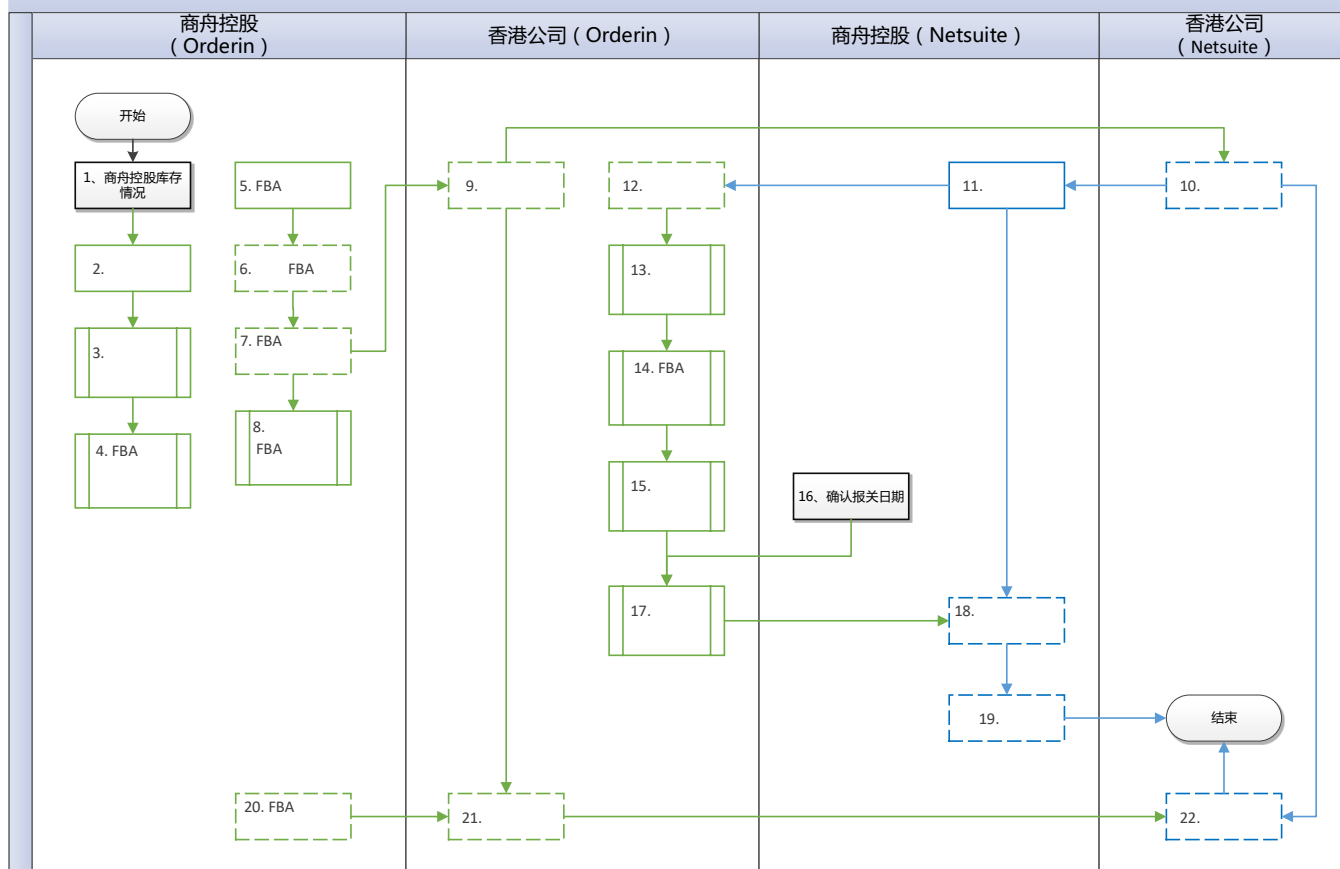 商舟控股
（Orderin）
香港公司（Orderin）
商舟控股（Netsuite）
香港公司
（Netsuite）
开始
1、商舟控股库存
情况
5. FBA
9.
12.
11.
10.
2.
6. FBA
13.
3.
7. FBA
14. FBA
4. FBA
8.
FBA
15.
16、确认报关日期
17.
18.
19.
结束
20. FBA
21.
22.